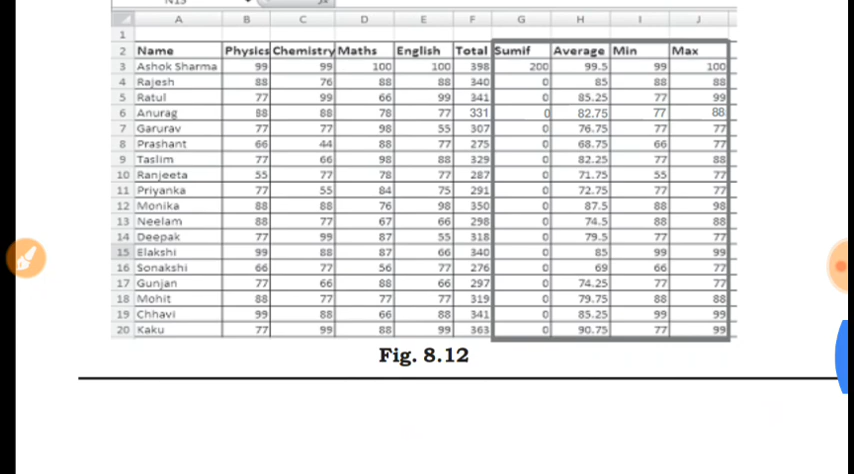 A B C D E F G H I J
1
2 Name Physics Chemistry Maths English Total Sumif Average Min Max
3 Ashok Sharma 99 99 100 100 398 200 99.5 99 100
4 Rajesh 88 76 88 88 340 0 85 88 88
5 Ratul 77 99 66 99 341 0 85.25 77 99
6 Anurag 88 88 78 77 331 0 82.75 77 88
7 Garurav 77 77 98 55 307 0 76.75 77 77
8 Prashant 66 44 88 77 275 0 68.75 66 77
9 Taslim 77 66 98 88 329 0 82.25 77 88
10 Ranjeeta 55 77 78 77 287 0 71.75 55 77
11 Priyanka 77 55 84 75 291 0 72.75 77 77
12 Monika 88 88 76 98 350 0 87.5 88 98
13 Neelam 88 77 67 66 298 0 74.5 88 88
14 Deepak 77 99 87 55 318 0 79.5 77 77
15 Elakshi 99 88 87 66 340 0 85 99 99
16 Sonakshi 66 77 56 77 276 0 69 66 77
17 Gunjan 77 66 88 66 297 0 74.25 77 77
18 Mohit 88 77 77 77 319 0 79.75 88 88
19 Chhavi 99 88 66 88 341 0 85.25 99 99
20 Kaku 77 99 88 99 363 0 90.75 77 99
Fig. 8.12